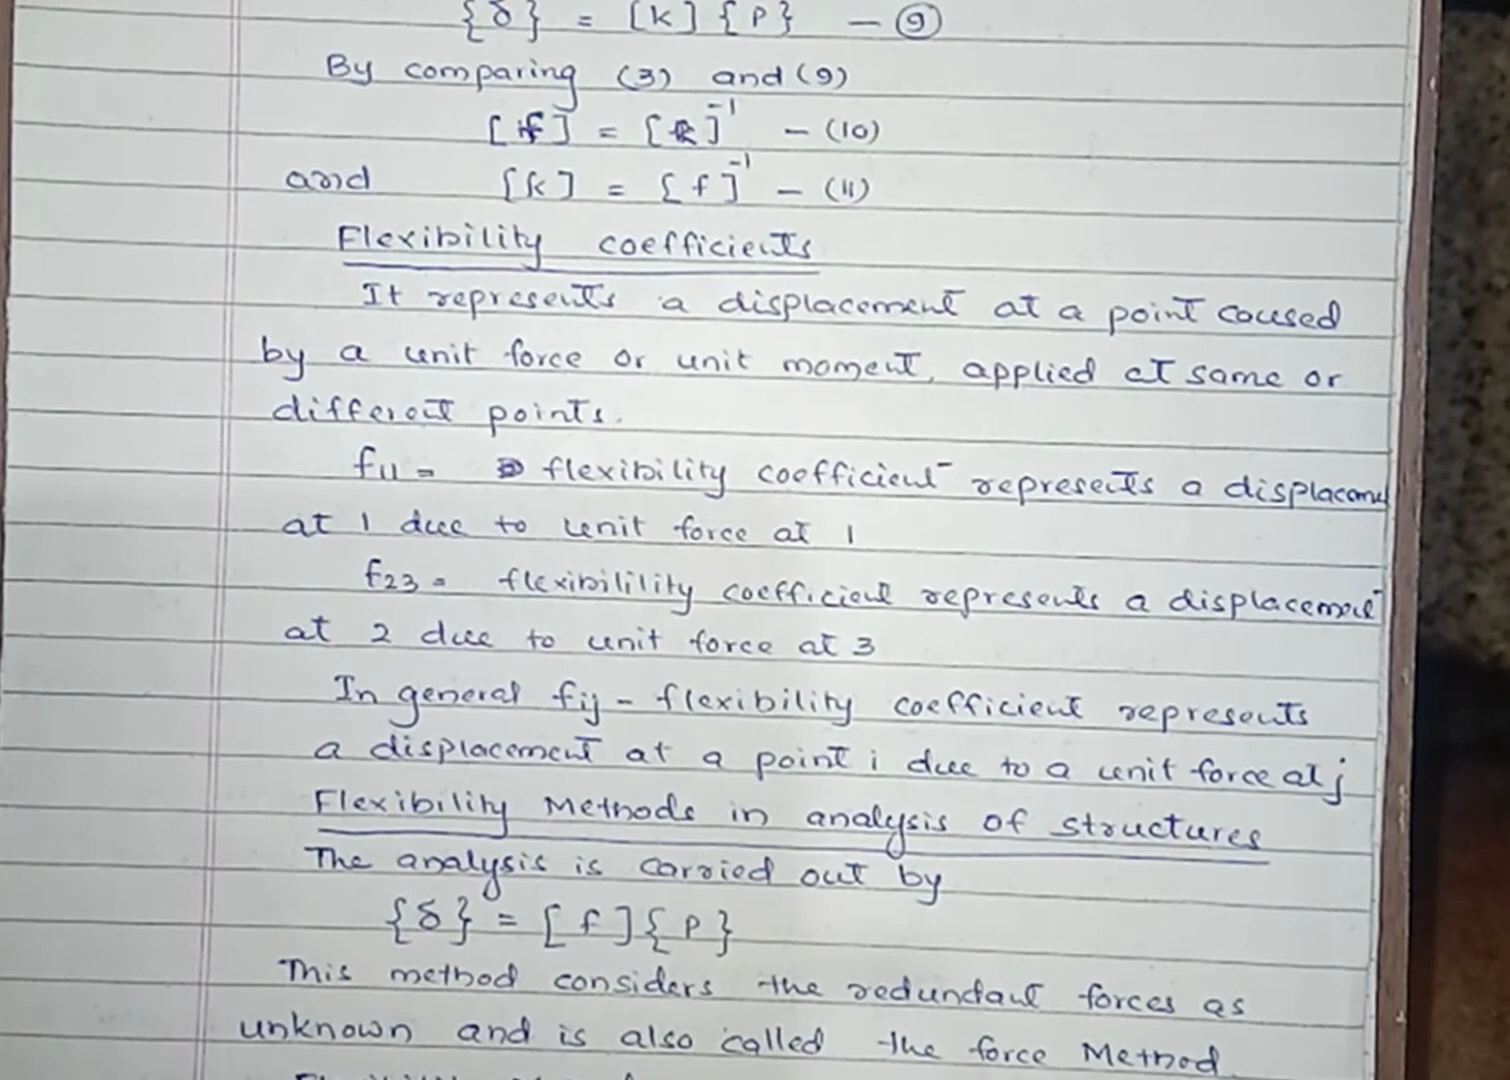 {δ} = [k] {P} — ⑨
By comparing (3) and (9)
[f] = [k]⁻¹ – (10)
and [k] = [f]⁻¹ – (11)
Flexibility coefficients
It represents a displacement at a point caused
by a unit force or unit moment, applied at same or
different points.
f11 = flexibility coefficient represents a displaceme
at 1 due to unit force at 1
f23 = flexibilility coefficient represents a displacement
at 2 due to unit force at 3
In general fij – flexibility coefficient represents
a displacement at a point i due to a unit force at j
Flexibility Methods in analysis of structures
The analysis is carried out by
{δ} = [f]{P}
This method considers the redundant forces as
unknown and is also called the force Method